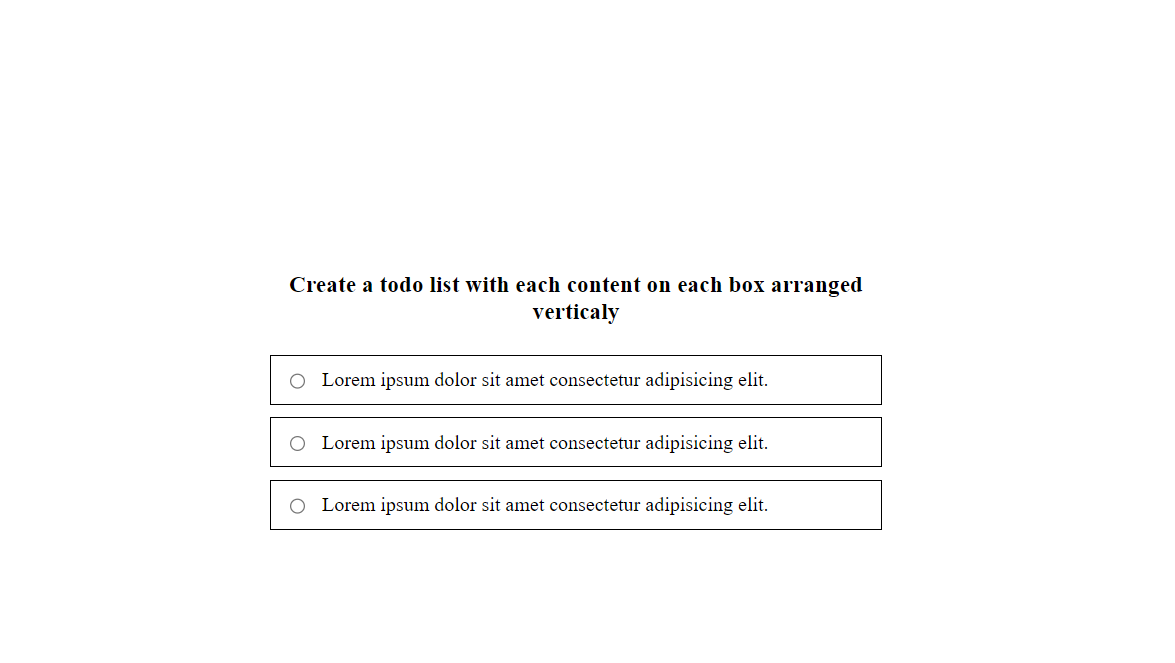 Create a todo list with each content on each box arranged
verticaly
Lorem ipsum dolor sit amet consectetur adipisicing elit.
Lorem ipsum dolor sit amet consectetur adipisicing elit.
Lorem ipsum dolor sit amet consectetur adipisicing elit.